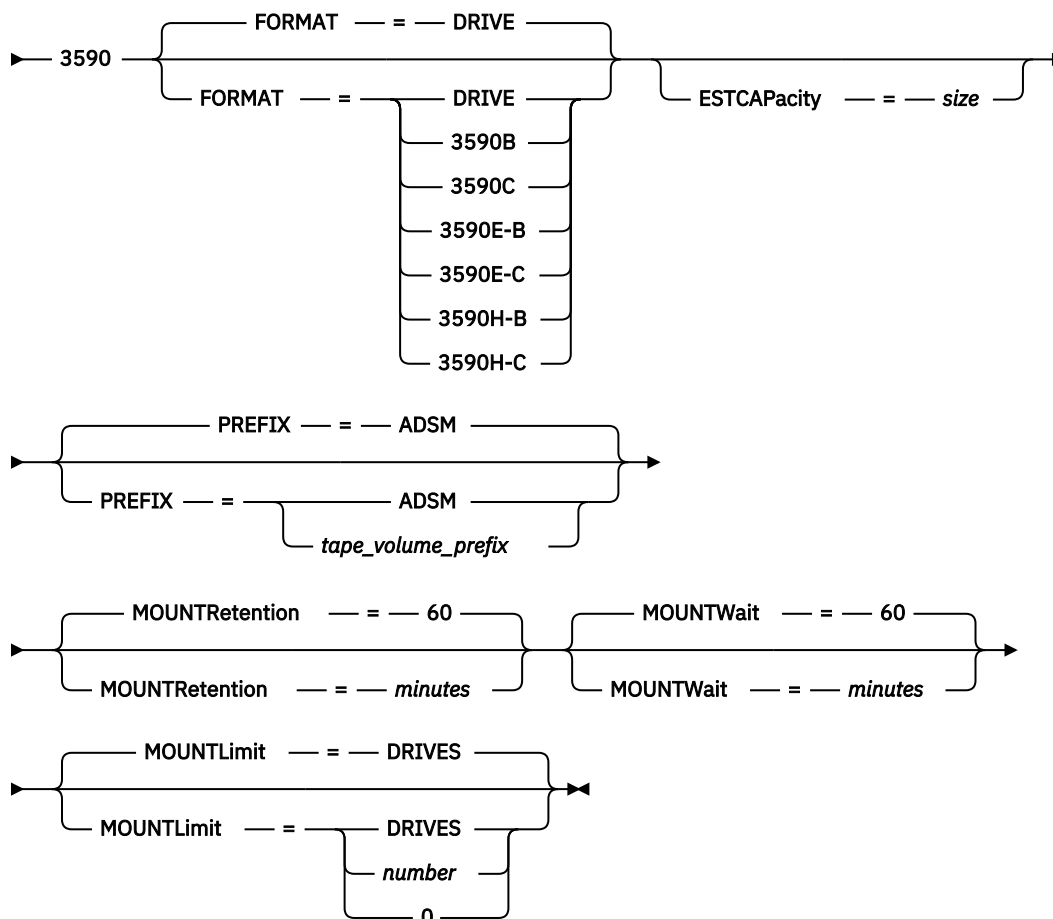 FORMAT = DRIVE
3590
FORMAT = DRIVE
ESTCAPacity = size
3590B
3590C
3590E-B
3590E-C
3590H-B
3590H-C
PREFIX = ADSM
PREFIX = ADSM
tape_volume_prefix
MOUNTRetention = 60 MOUNTWait = 60
MOUNTRetention = minutes MOUNTWait = minutes
MOUNTLimit = DRIVES
MOUNTLimit = DRIVES
number
0